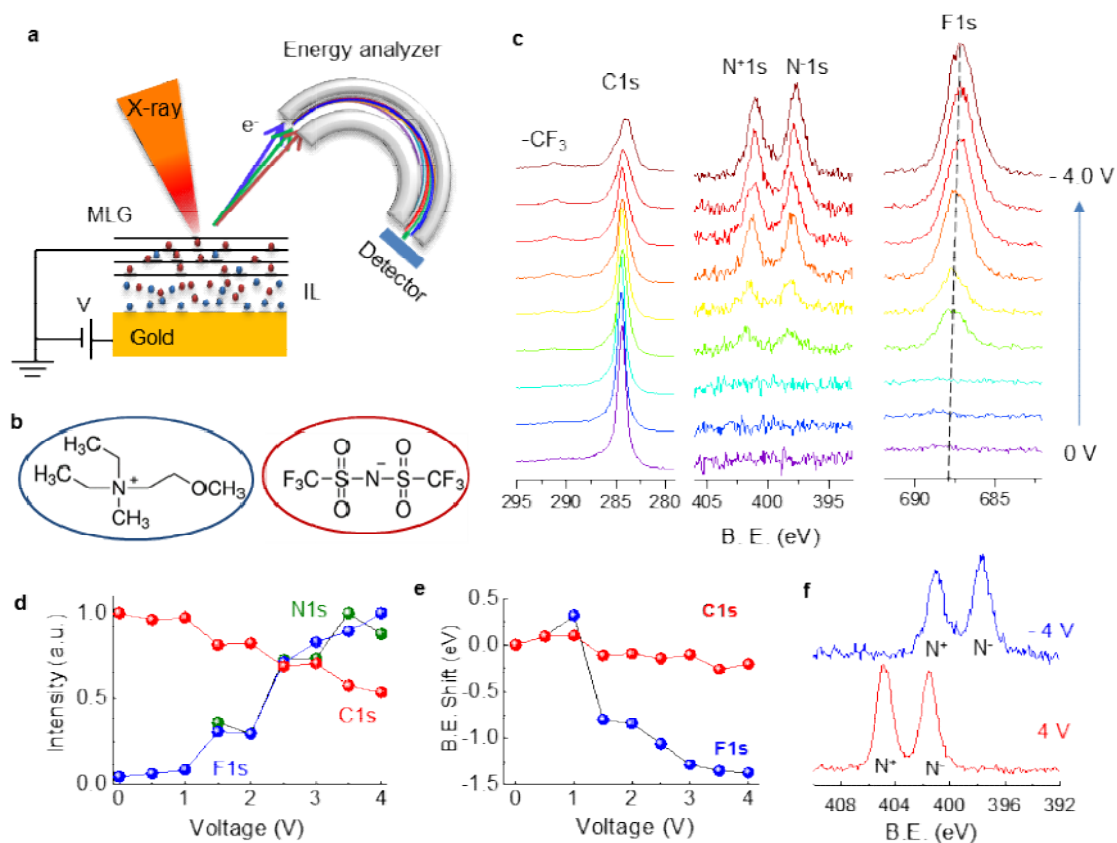 a
Energy analyzer
X-ray
e⁻
MLG
IL
V
Gold
Detector
b
H₃C
H₃C
N
+
OCH₃
CH₃
O O
F₃C-S-N-S-CF₃
−
O O
c
C1s
N⁺1s N⁻1s
F1s
-CF₃
- 4.0 V
0 V
295 290 285 280 405 400 395 690 685
B. E. (eV)
d
1.0
0.5
0.0
Intensity (a.u.)
N1s
C1s
F1s
0 1 2 3 4
Voltage (V)
e
0.5
0.0
-0.5
-1.0
-1.5
B.E. Shift (eV)
C1s
F1s
0 1 2 3 4
Voltage (V)
f
N⁺ N⁻
- 4 V
4 V
N⁺ N⁻
408 404 400 396 392
B.E. (eV)